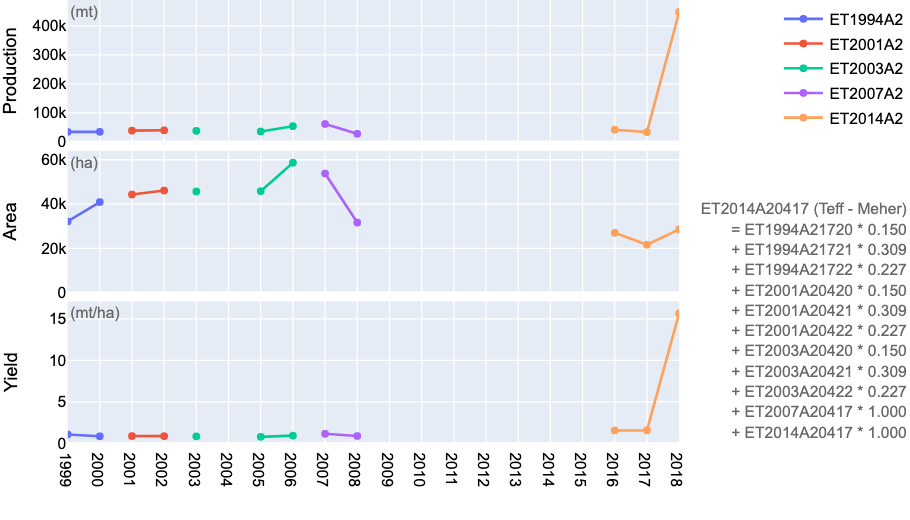 (mt)
Production
400k
300k
200k
100k
0
(ha)
Area
60k
40k
20k
0
(mt/ha)
Yield
15
10
5
0
1999
2000
2001
2002
2003
2004
2005
2006
2007
2008
2009
2010
2011
2012
2013
2014
2015
2016
2017
2018
ET1994A2
ET2001A2
ET2003A2
ET2007A2
ET2014A2
ET2014A20417 (Teff - Meher)
= ET1994A21720 * 0.150
+ ET1994A21721 * 0.309
+ ET1994A21722 * 0.227
+ ET2001A20420 * 0.150
+ ET2001A20421 * 0.309
+ ET2001A20422 * 0.227
+ ET2003A20420 * 0.150
+ ET2003A20421 * 0.309
+ ET2003A20422 * 0.227
+ ET2007A20417 * 1.000
+ ET2014A20417 * 1.000